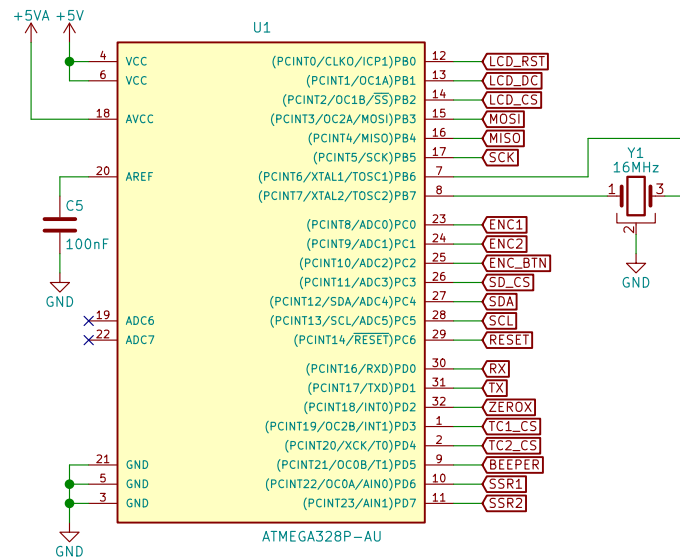 +5VA +5V
U1
4 VCC (PCINT0/CLKO/ICP1)PB0 12 LCD_RST
6 VCC (PCINT1/OC1A)PB1 13 LCD_DC
(PCINT2/OC1B/SS)PB2 14 LCD_CS
18 AVCC (PCINT3/OC2A/MOSI)PB3 15 MOSI
(PCINT4/MISO)PB4 16 MISO
(PCINT5/SCK)PB5 17 SCK
20 AREF (PCINT6/XTAL1/TOSC1)PB6 7
(PCINT7/XTAL2/TOSC2)PB7 8
Y1
16MHz
1 3
2
GND
C5
100nF
GND
(PCINT8/ADC0)PC0 23 ENC1
(PCINT9/ADC1)PC1 24 ENC2
(PCINT10/ADC2)PC2 25 ENC_BTN
(PCINT11/ADC3)PC3 26 SD_CS
(PCINT12/SDA/ADC4)PC4 27 SDA
19 ADC6 (PCINT13/SCL/ADC5)PC5 28 SCL
22 ADC7 (PCINT14/RESET)PC6 29 RESET
(PCINT16/RXD)PD0 30 RX
(PCINT17/TXD)PD1 31 TX
(PCINT18/INT0)PD2 32 ZEROX
(PCINT19/OC2B/INT1)PD3 1 TC1_CS
(PCINT20/XCK/T0)PD4 2 TC2_CS
21 GND (PCINT21/OC0B/T1)PD5 9 BEEPER
5 GND (PCINT22/OC0A/AIN0)PD6 10 SSR1
3 GND (PCINT23/AIN1)PD7 11 SSR2
GND
ATMEGA328P-AU